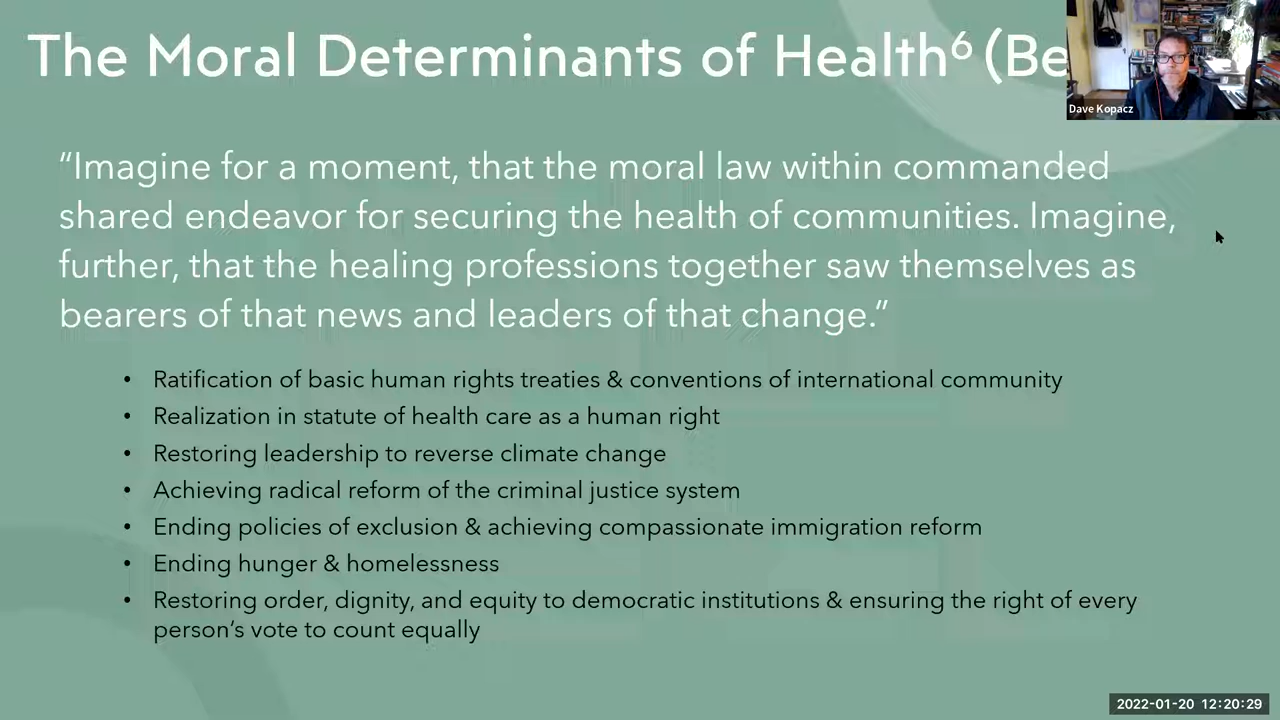 The Moral Determinants of Health⁶ (Be
Dave Kopacz
“Imagine for a moment, that the moral law within commanded
shared endeavor for securing the health of communities. Imagine,
further, that the healing professions together saw themselves as
bearers of that news and leaders of that change.”
• Ratification of basic human rights treaties & conventions of international community
• Realization in statute of health care as a human right
• Restoring leadership to reverse climate change
• Achieving radical reform of the criminal justice system
• Ending policies of exclusion & achieving compassionate immigration reform
• Ending hunger & homelessness
• Restoring order, dignity, and equity to democratic institutions & ensuring the right of every
person’s vote to count equally
2022-01-20 12:20:29